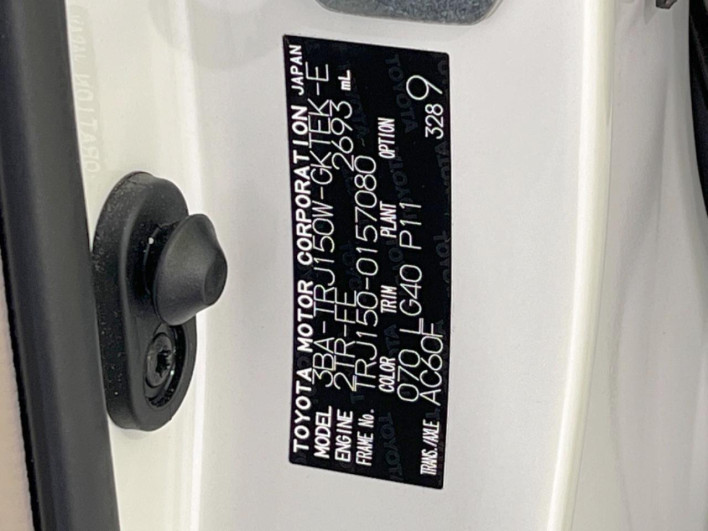 TOYOTA MOTOR CORPORATION JAPAN
MODEL 3BA-TRJ150W-GKTEK-E
ENGINE 2TR-FE 2693 mL
FRAME No. TRJ150-0157080
COLOR TRIM PLANT OPTION
070 LG40 P11
TRANS./AXLE AC60F 328 9